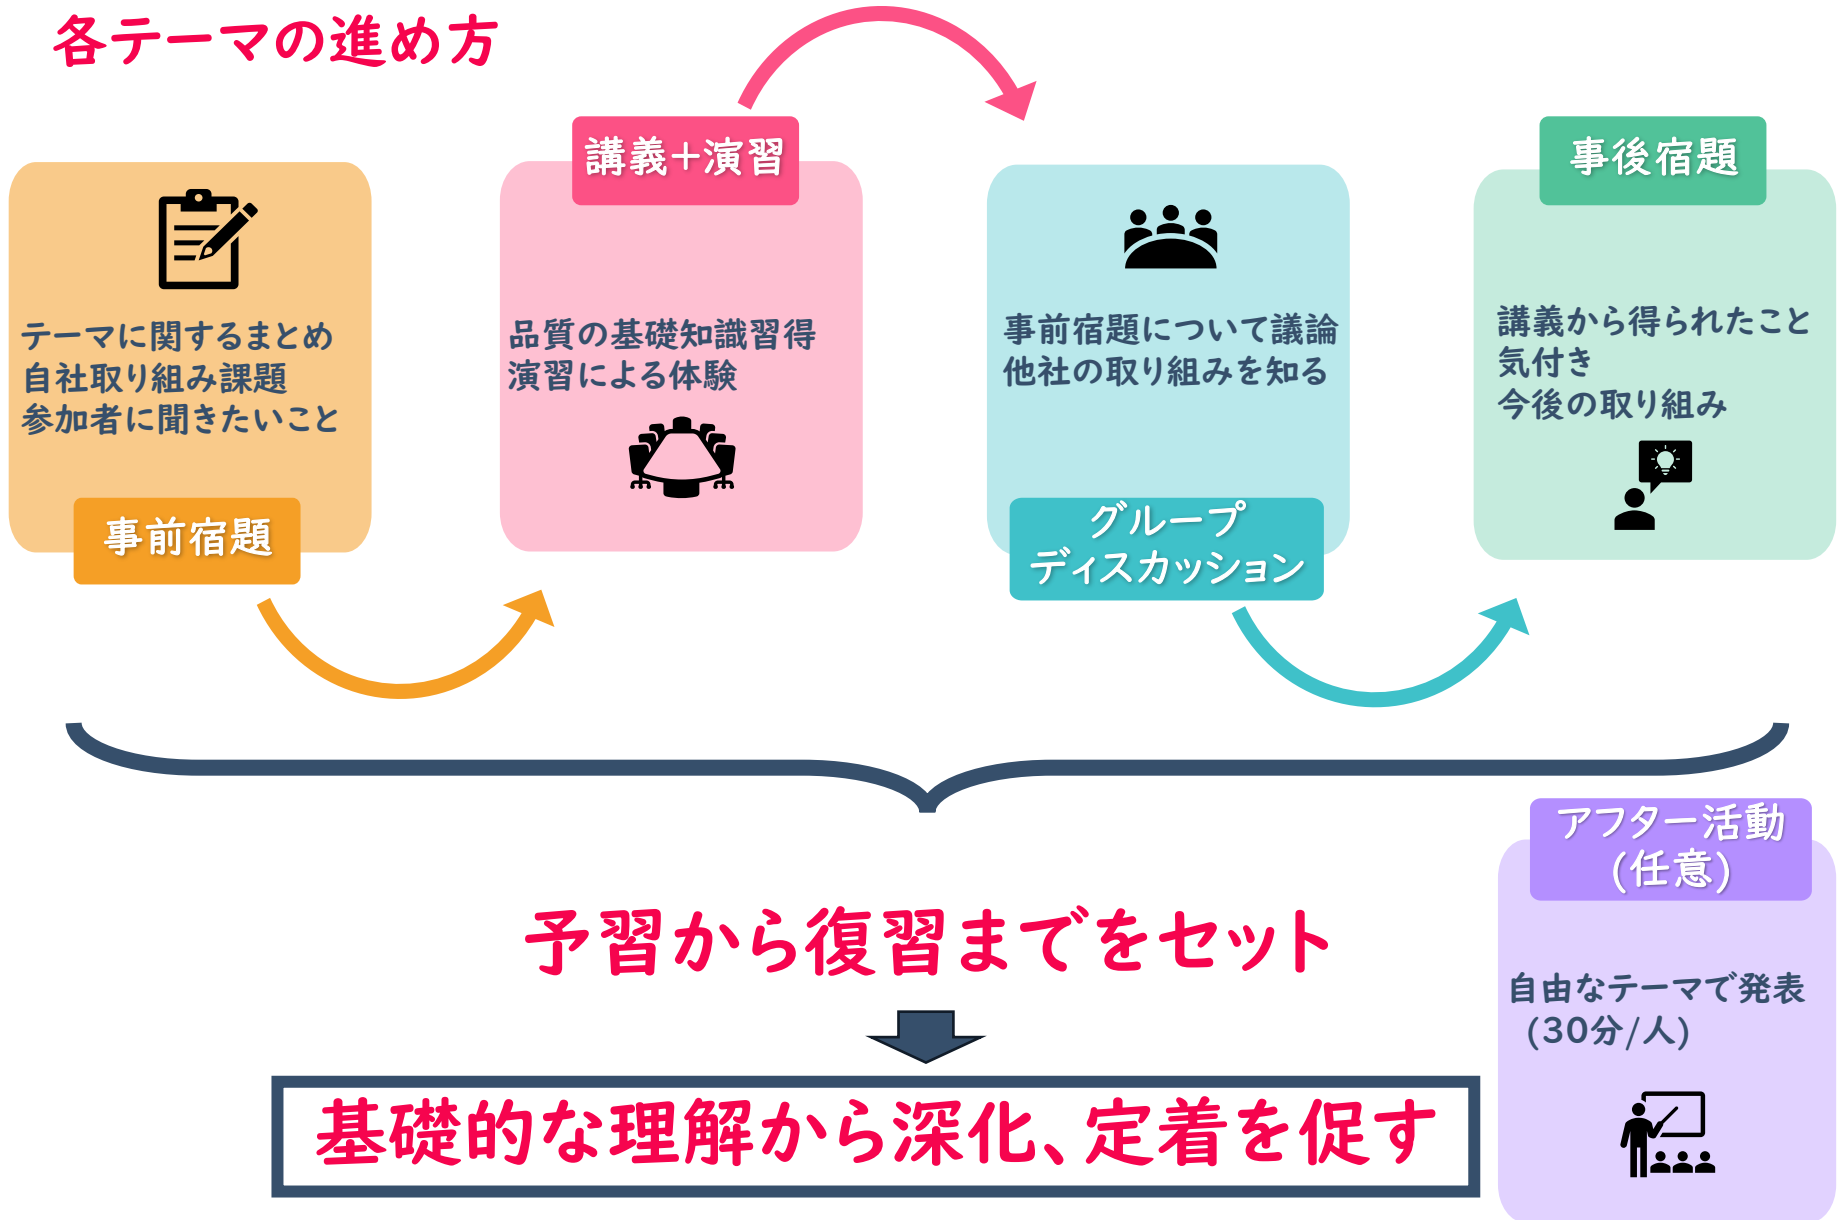 各テーマの進め方
テーマに関するまとめ
自社取り組み課題
参加者に聞きたいこと
事前宿題
講義+演習
品質の基礎知識習得
演習による体験
事前宿題について議論
他社の取り組みを知る
グループ
ディスカッション
事後宿題
講義から得られたこと
気付き
今後の取り組み
予習から復習までをセット
基礎的な理解から深化、定着を促す
アフター活動
(任意)
自由なテーマで発表
(30分/人)